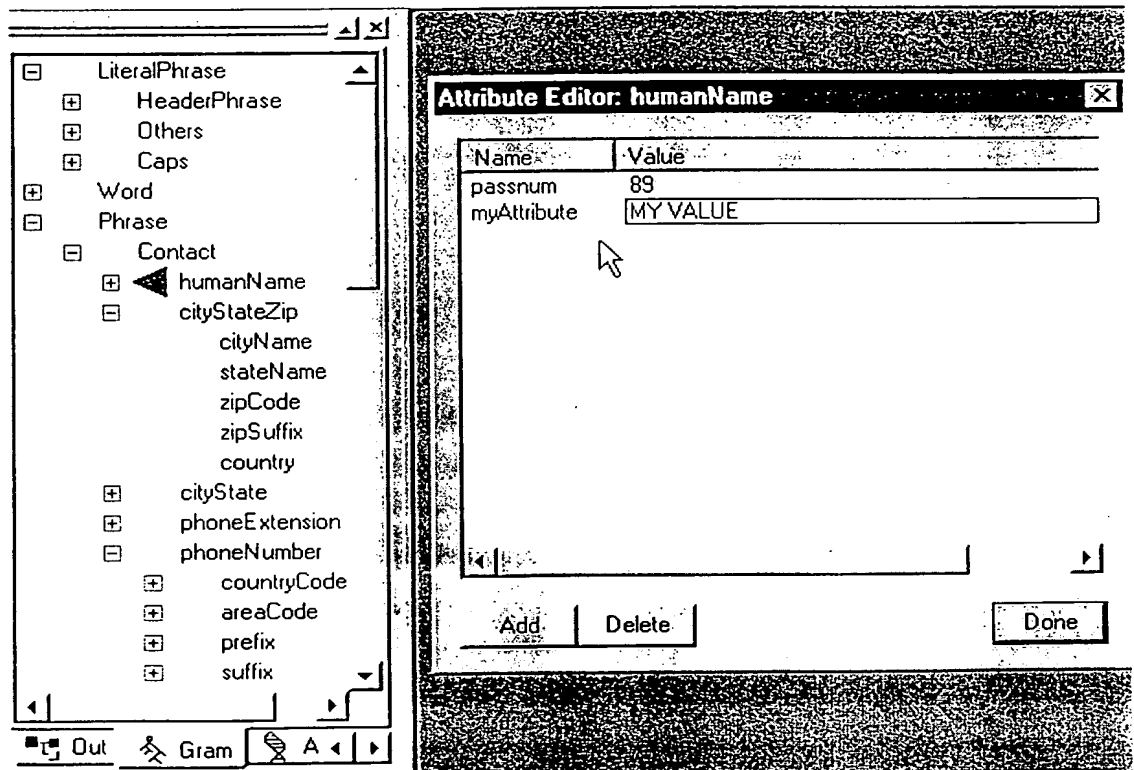 LiteralPhrase
HeaderPhrase
Others
Caps
Word
Phrase
Contact
humanName
cityStateZip
cityName
stateName
zipCode
zipSuffix
country
cityState
phoneExtension
phoneNumber
countryCode
areaCode
prefix
suffix
Out Gram A
Attribute Editor: humanName
Name Value
passnum 89
myAttribute MY VALUE
Add Delete Done